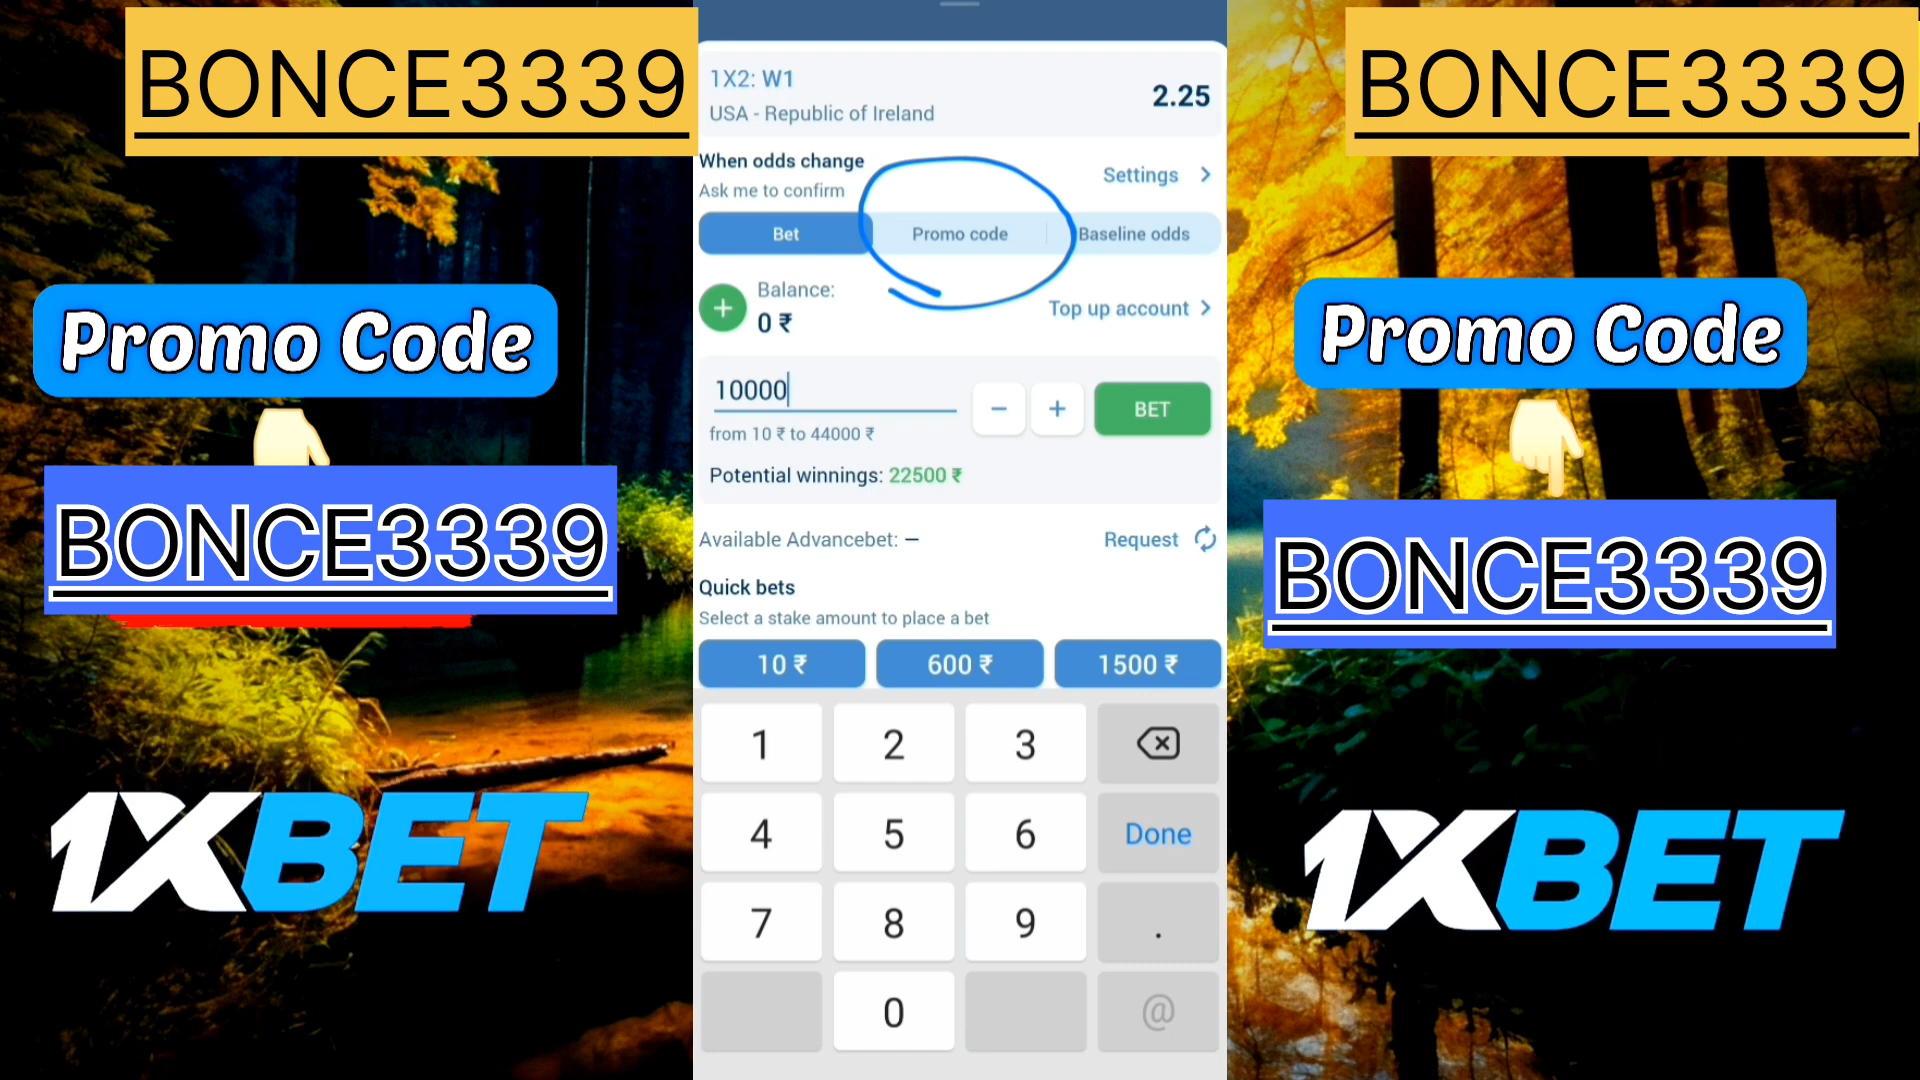 BONCE3339
Promo Code
BONCE3339
1XBET
1X2: W1
USA - Republic of Ireland
2.25
When odds change
Ask me to confirm
Settings
Bet
Promo code
Baseline odds
Balance:
0 ₹
Top up account
10000
BET
from 10 ₹ to 44000 ₹
Potential winnings: 22500 ₹
Available Advancebet: –
Request
Quick bets
Select a stake amount to place a bet
10 ₹
600 ₹
1500 ₹
1 2 3
4 5 6 Done
7 8 9 .
0 @
BONCE3339
Promo Code
BONCE3339
1XBET